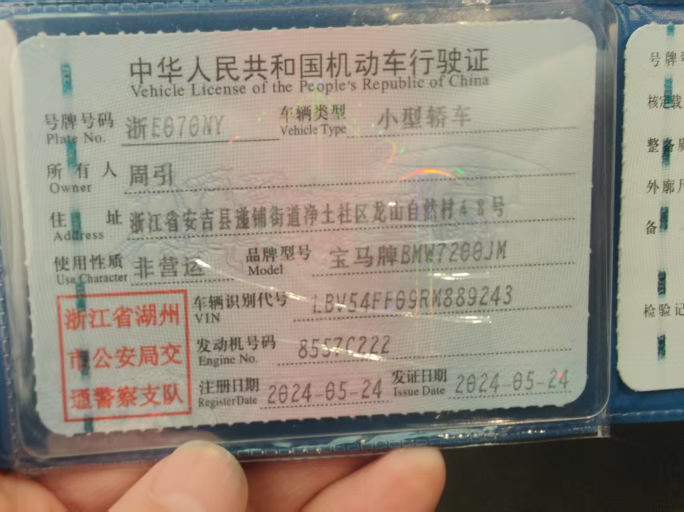 中华人民共和国机动车行驶证
Vehicle License of the People's Republic of China
号牌号码 浙E070NY 车辆类型 小型轿车
Plate No. Vehicle Type
所有人 周引
Owner
住址 浙江省安吉县递铺街道净土社区龙山自然村68号
Address
使用性质 非营运 品牌型号 宝马牌BMW7200JM
Use Character Model
浙江省湖州
市公安局交
通警察支队
车辆识别代号 LBV54FF09RM889243
VIN
发动机号码 8557C222
Engine No.
注册日期 2024-05-24 发证日期 2024-05-24
Register Date Issue Date
号牌
核定载
整备质
外廓尺
备
检验记